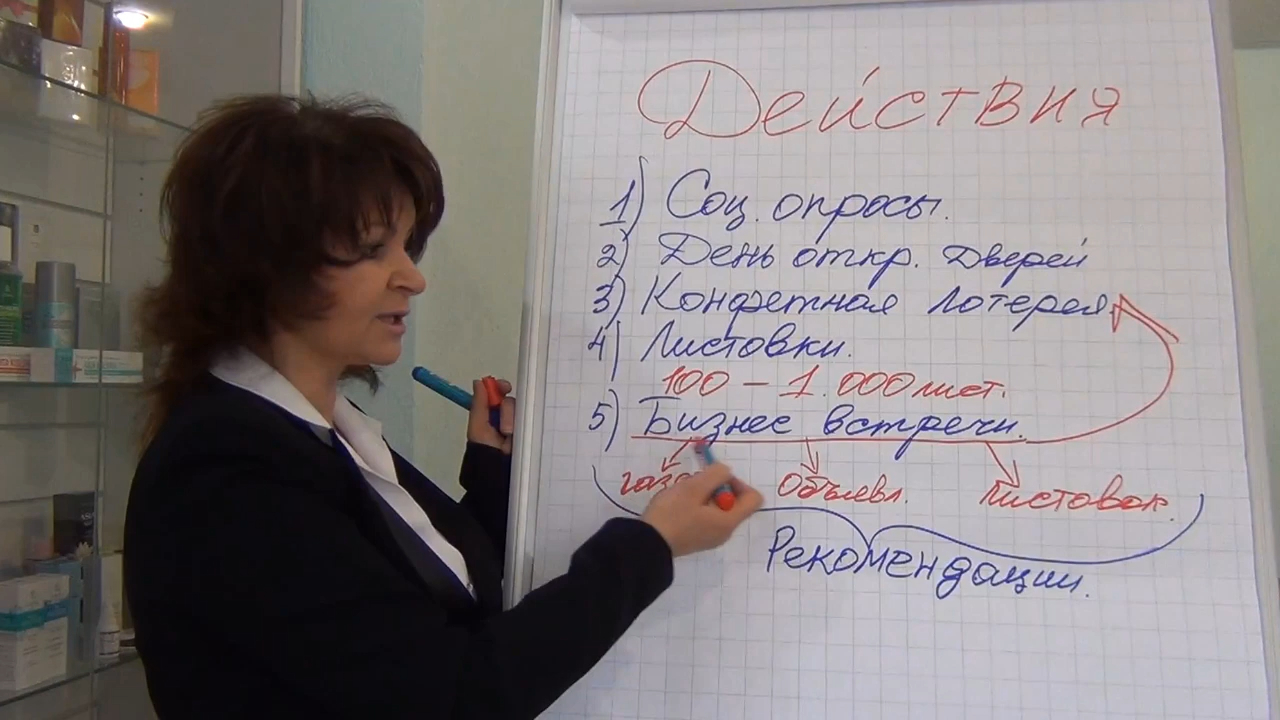 Действия
1) Соц. опросы.
2) День откр. Дверей
3) Конфетная Лотерея
4) Листовки.
100 – 1.000 лист.
5) Бизнес встречи.
Объявл. Листовок.
Рекомендации.